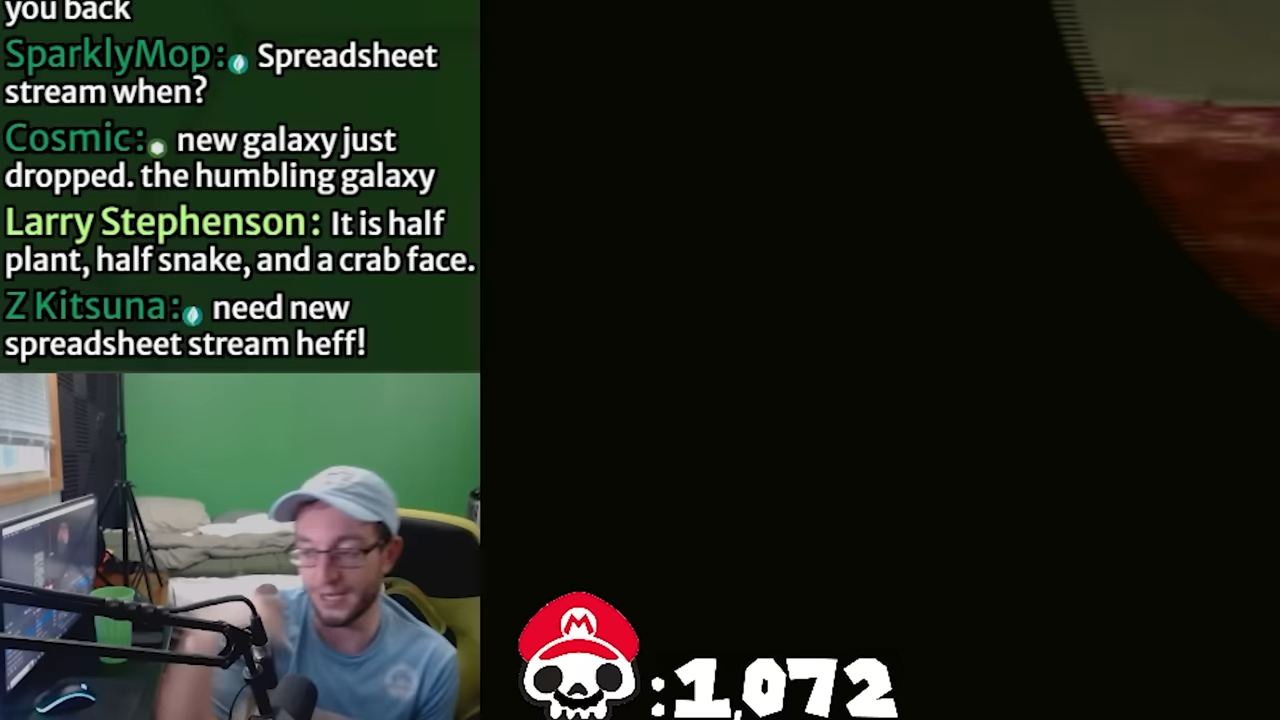 you back
SparklyMop: Spreadsheet
stream when?
Cosmic: new galaxy just
dropped. the humbling galaxy
Larry Stephenson: It is half
plant, half snake, and a crab face.
Z Kitsuna: need new
spreadsheet stream heff!
M
:1,072